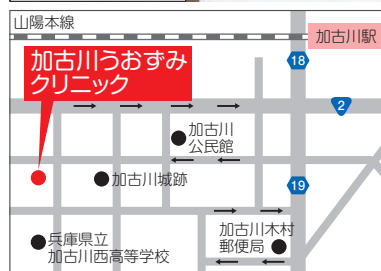 山陽本線
加古川駅
18
加古川うおずみ
クリニック
2
加古川
公民館
加古川城跡
19
兵庫県立
加古川西高等学校
加古川木村
郵便局